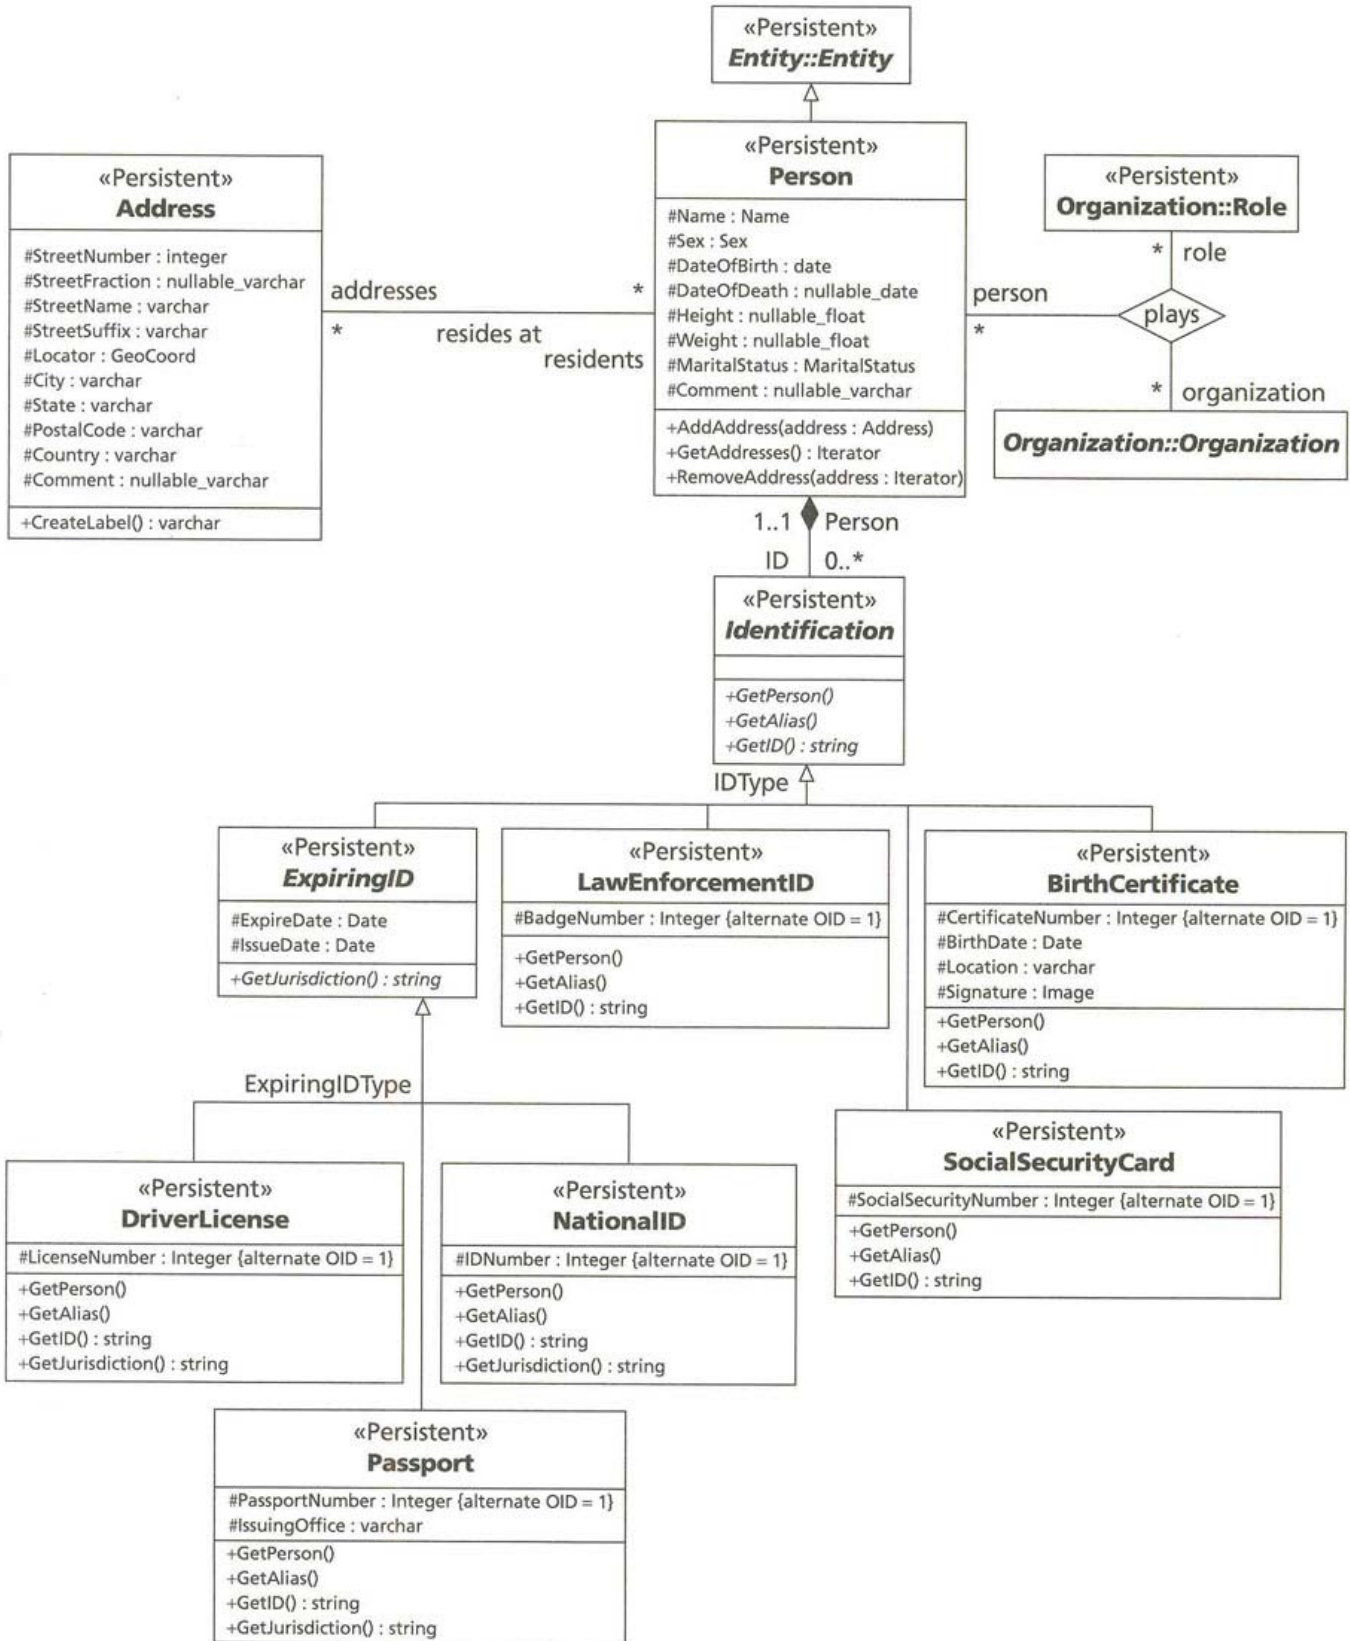 «Persistent»
Entity::Entity
«Persistent»
Person
#Name : Name
#Sex : Sex
#DateOfBirth : date
#DateOfDeath : nullable_date
#Height : nullable_float
#Weight : nullable_float
#MaritalStatus : MaritalStatus
#Comment : nullable_varchar
+AddAddress(address : Address)
+GetAddresses() : Iterator
+RemoveAddress(address : Iterator)
«Persistent»
Address
#StreetNumber : integer
#StreetFraction : nullable_varchar
#StreetName : varchar
#StreetSuffix : varchar
#Locator : GeoCoord
#City : varchar
#State : varchar
#PostalCode : varchar
#Country : varchar
#Comment : nullable_varchar
+CreateLabel() : varchar
addresses *
* resides at
residents
«Persistent»
Organization::Role
* role
person
*
plays
* organization
Organization::Organization
1..1 Person
ID 0..*
«Persistent»
Identification
+GetPerson()
+GetAlias()
+GetID() : string
IDType
«Persistent»
ExpiringID
#ExpireDate : Date
#IssueDate : Date
+GetJurisdiction() : string
«Persistent»
LawEnforcementID
#BadgeNumber : Integer {alternate OID = 1}
+GetPerson()
+GetAlias()
+GetID() : string
«Persistent»
BirthCertificate
#CertificateNumber : Integer {alternate OID = 1}
#BirthDate : Date
#Location : varchar
#Signature : Image
+GetPerson()
+GetAlias()
+GetID() : string
ExpiringIDType
«Persistent»
SocialSecurityCard
#SocialSecurityNumber : Integer {alternate OID = 1}
+GetPerson()
+GetAlias()
+GetID() : string
«Persistent»
DriverLicense
#LicenseNumber : Integer {alternate OID = 1}
+GetPerson()
+GetAlias()
+GetID() : string
+GetJurisdiction() : string
«Persistent»
NationalID
#IDNumber : Integer {alternate OID = 1}
+GetPerson()
+GetAlias()
+GetID() : string
+GetJurisdiction() : string
«Persistent»
Passport
#PassportNumber : Integer {alternate OID = 1}
#IssuingOffice : varchar
+GetPerson()
+GetAlias()
+GetID() : string
+GetJurisdiction() : string